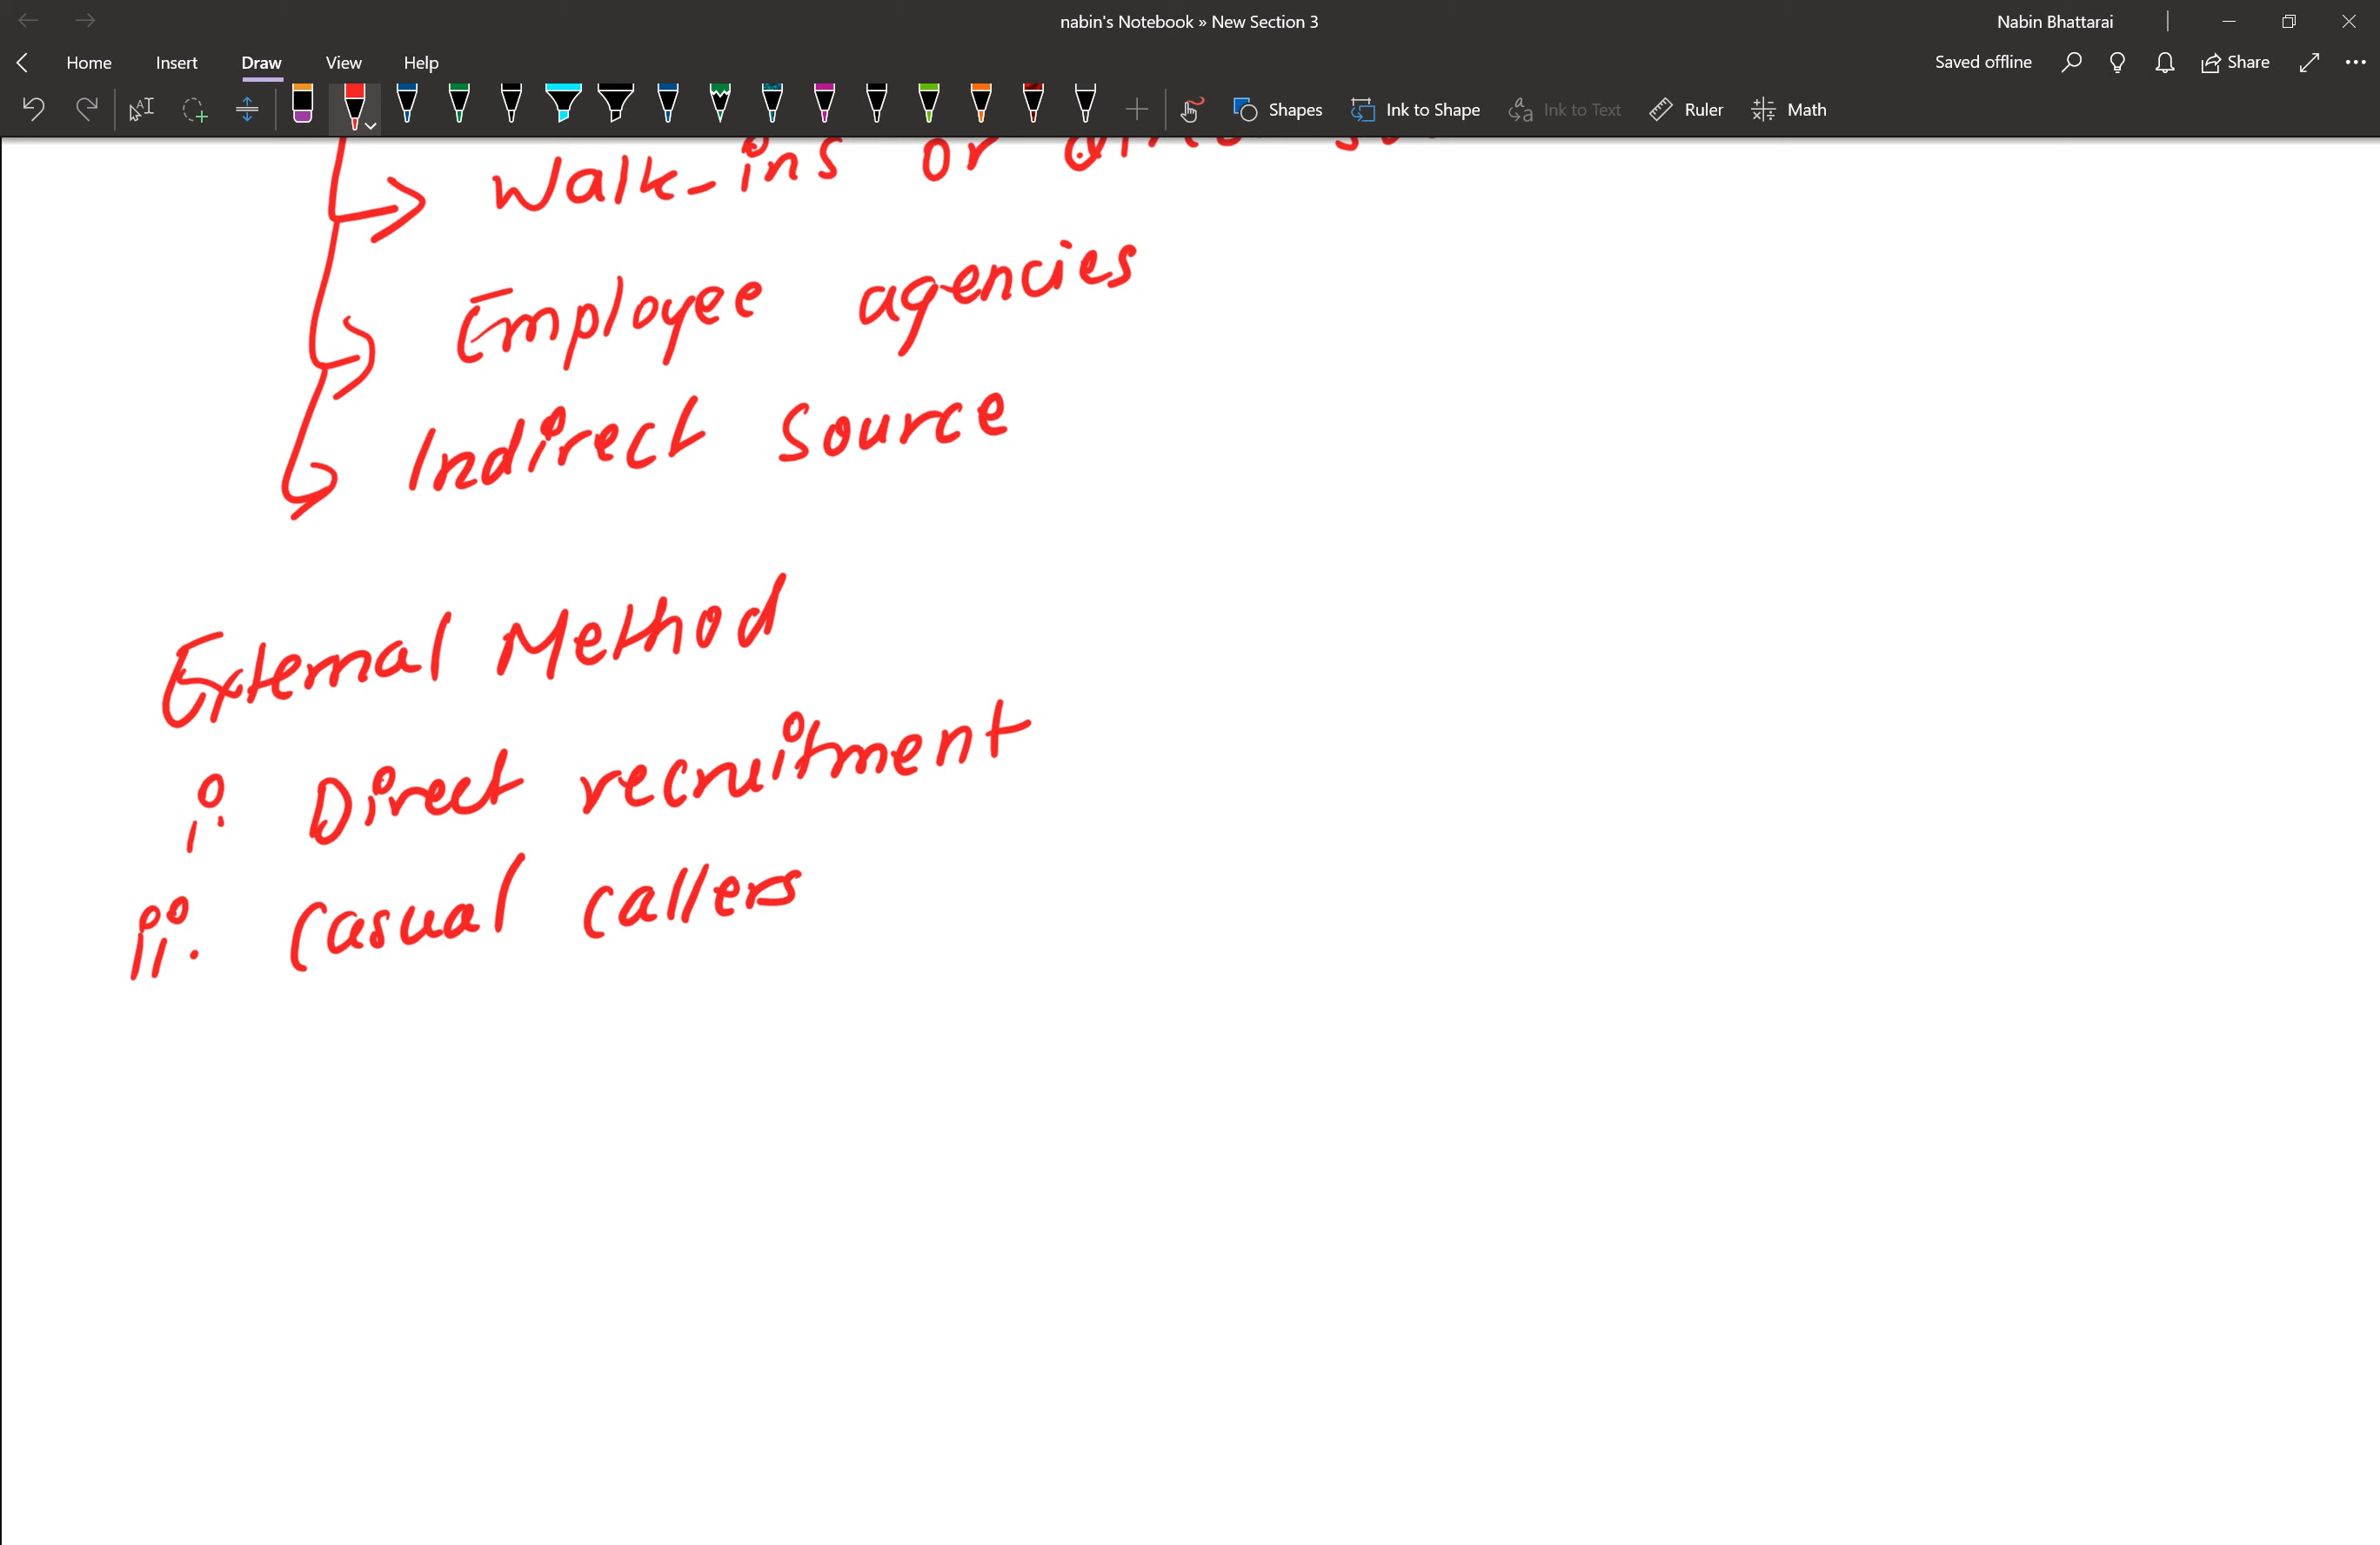 nabin's Notebook » New Section 3
Nabin Bhattarai
Home Insert Draw View Help
Saved offline
Share
Shapes Ink to Shape Ink to Text Ruler Math
Walk-ins or
Employee agencies
Indirect Source
External Method
i. Direct recruitment
ii. Casual callers